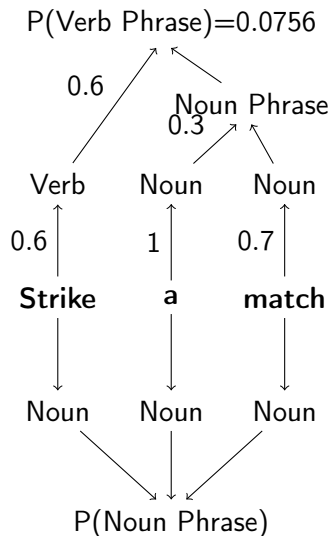 P(Verb Phrase)=0.0756
0.6
Noun Phrase
0.3
Verb Noun Noun
0.6 1 0.7
Strike a match
Noun Noun Noun
P(Noun Phrase)